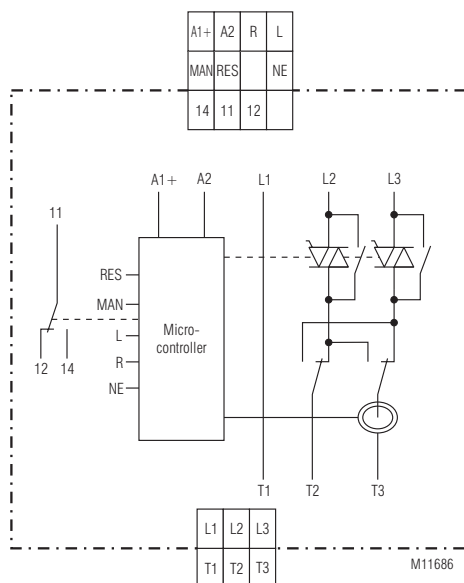 A1+ A2 R L
MAN RES NE
14 11 12
A1+ A2 L1 L2 L3
11
RES
MAN
L
R
NE
Micro-
controller
12 14
T1 T2 T3
L1 L2 L3
T1 T2 T3
M11686